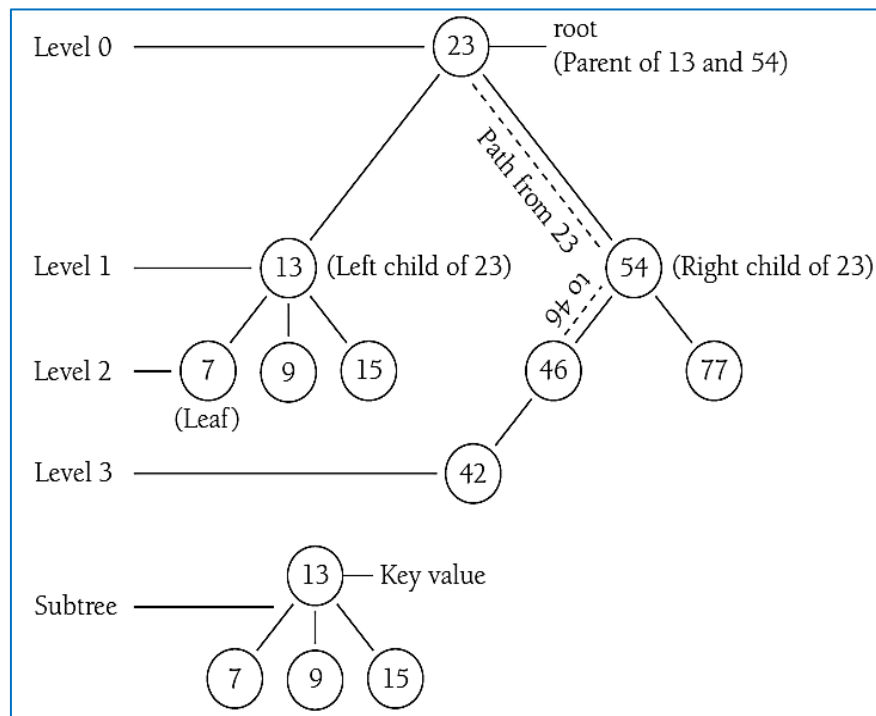 Level 0
23
root
(Parent of 13 and 54)
Path from 23
to 46
Level 1
13
(Left child of 23)
54
(Right child of 23)
Level 2
7
9
15
46
77
(Leaf)
Level 3
42
13
Key value
Subtree
7
9
15